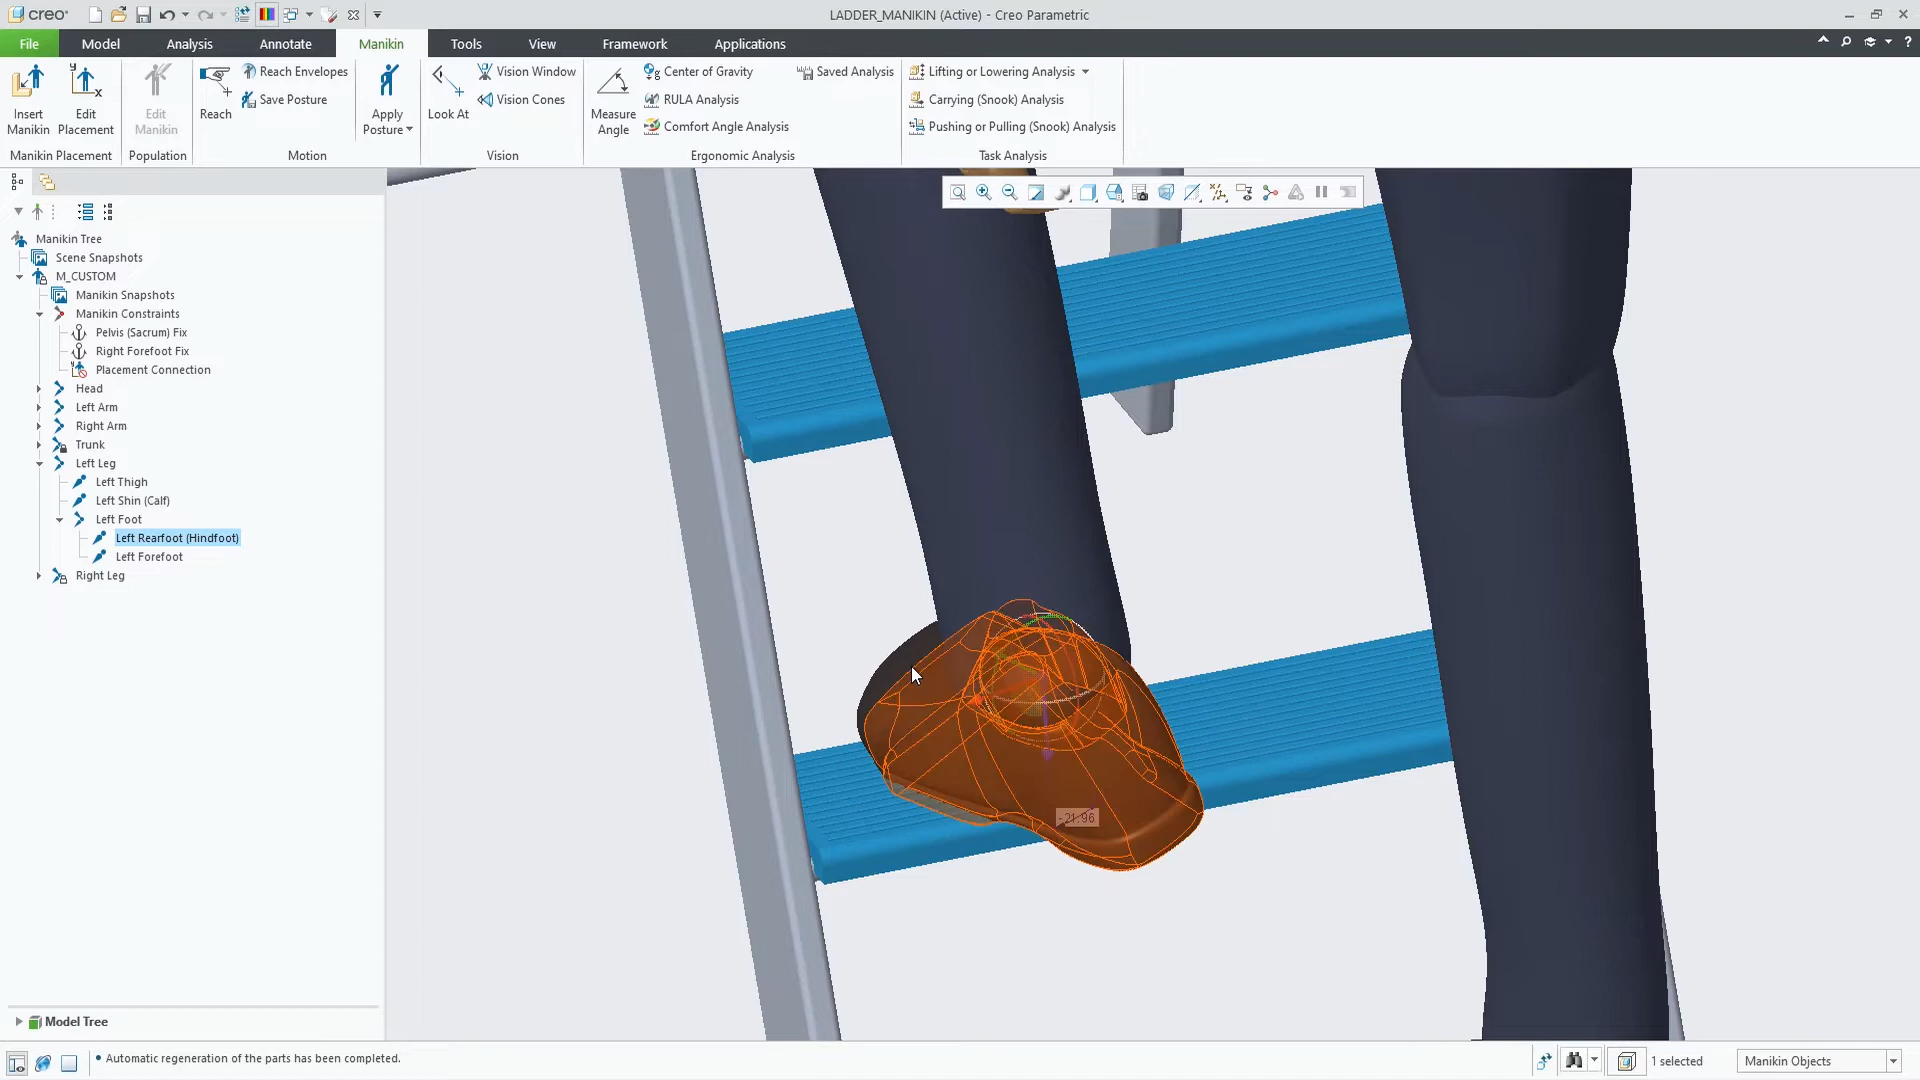 creo
LADDER_MANIKIN (Active) - Creo Parametric
File
Model
Analysis
Annotate
Manikin
Tools
View
Framework
Applications
Insert Manikin
Edit Placement
Manikin Placement
Edit Manikin
Population
Reach
Reach Envelopes
Save Posture
Apply Posture
Motion
Look At
Vision Window
Vision Cones
Vision
Measure Angle
Center of Gravity
RULA Analysis
Comfort Angle Analysis
Saved Analysis
Ergonomic Analysis
Lifting or Lowering Analysis
Carrying (Snook) Analysis
Pushing or Pulling (Snook) Analysis
Task Analysis
Manikin Tree
Scene Snapshots
M_CUSTOM
Manikin Snapshots
Manikin Constraints
Pelvis (Sacrum) Fix
Right Forefoot Fix
Placement Connection
Head
Left Arm
Right Arm
Trunk
Left Leg
Left Thigh
Left Shin (Calf)
Left Foot
Left Rearfoot (Hindfoot)
Left Forefoot
Right Leg
-21.96
Model Tree
• Automatic regeneration of the parts has been completed.
1 selected
Manikin Objects